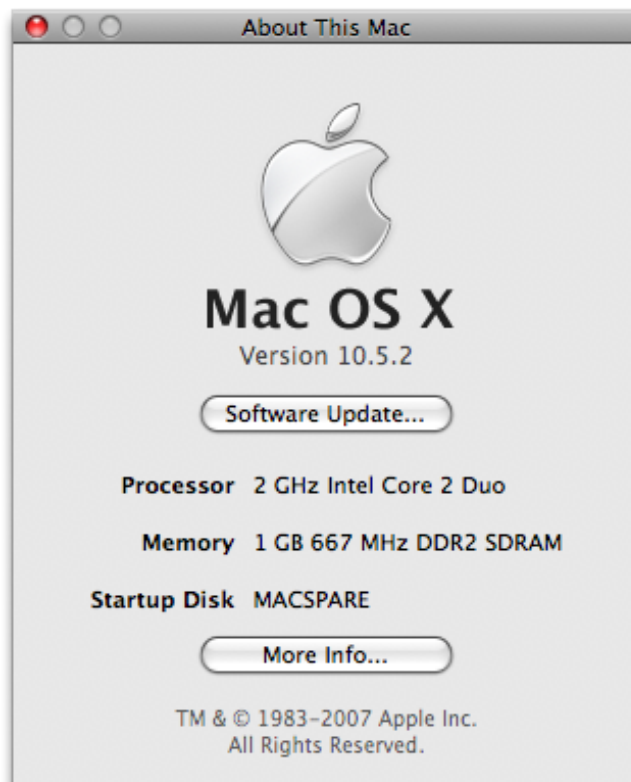 About This Mac
Mac OS X
Version 10.5.2
Software Update...
Processor 2 GHz Intel Core 2 Duo
Memory 1 GB 667 MHz DDR2 SDRAM
Startup Disk MACSPARE
More Info...
TM & © 1983–2007 Apple Inc.
All Rights Reserved.